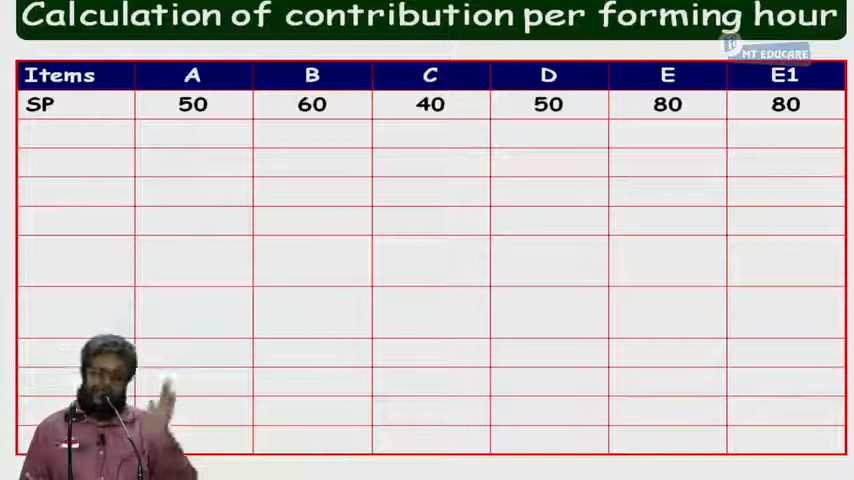 Calculation of contribution per forming hour
MT EDUCARE
Items A B C D E E1
SP 50 60 40 50 80 80